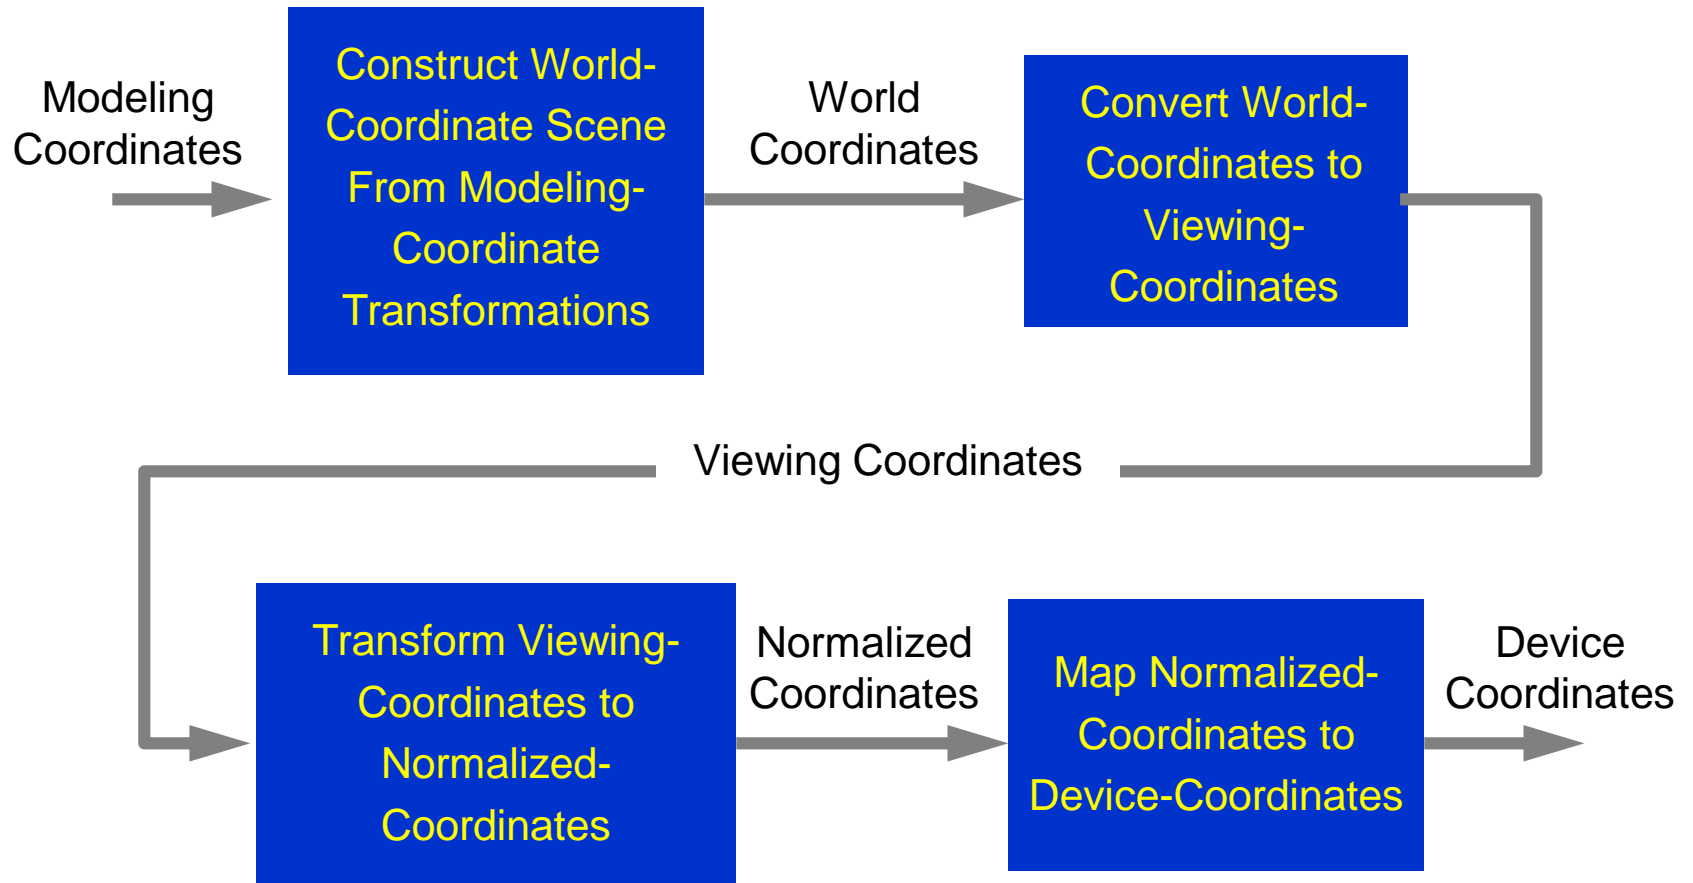 Modeling
Coordinates
Construct World-
Coordinate Scene
From Modeling-
Coordinate
Transformations
World
Coordinates
Convert World-
Coordinates to
Viewing-
Coordinates
Viewing Coordinates
Transform Viewing-
Coordinates to
Normalized-
Coordinates
Normalized
Coordinates
Map Normalized-
Coordinates to
Device-Coordinates
Device
Coordinates